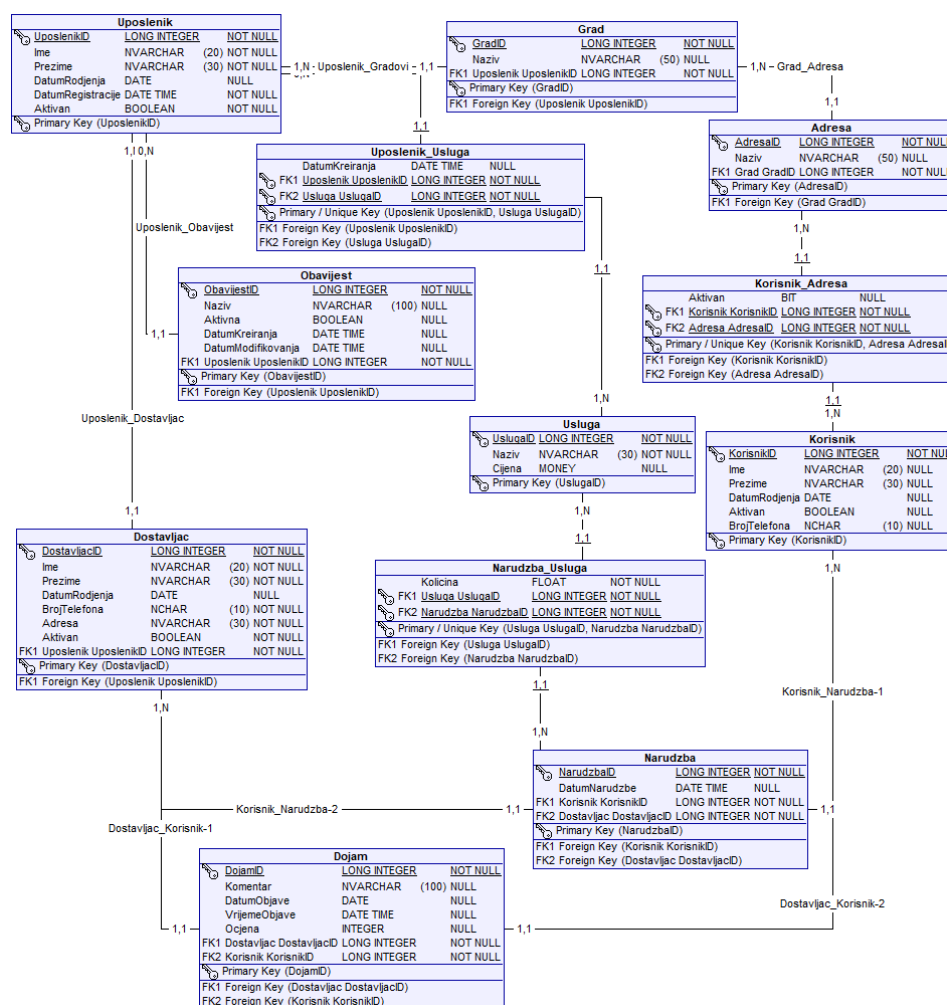 Uposlenik
UposlenikID LONG INTEGER NOT NULL
Ime NVARCHAR (20) NOT NULL
Prezime NVARCHAR (30) NOT NULL
DatumRodjenja DATE NULL
DatumRegistracije DATE TIME NOT NULL
Aktivan BOOLEAN NOT NULL
Primary Key (UposlenikID)
1,N Uposlenik_Gradovi 1,1
Grad
GradID LONG INTEGER NOT NULL
Naziv NVARCHAR (50) NULL
FK1 Uposlenik UposlenikID LONG INTEGER NOT NULL
Primary Key (GradID)
FK1 Foreign Key (Uposlenik UposlenikID)
1,N Grad_Adresa
1,1
1,1
Adresa
AdresaID LONG INTEGER NOT NULL
Naziv NVARCHAR (50) NULL
FK1 Grad GradID LONG INTEGER NOT NULL
Primary Key (AdresaID)
FK1 Foreign Key (Grad GradID)
1,N
1,1
Uposlenik_Usluga
DatumKreiranja DATE TIME NULL
FK1 Uposlenik UposlenikID LONG INTEGER NOT NULL
FK2 Usluga UslugaID LONG INTEGER NOT NULL
Primary / Unique Key (Uposlenik UposlenikID, Usluga UslugaID)
FK1 Foreign Key (Uposlenik UposlenikID)
FK2 Foreign Key (Usluga UslugaID)
0,N
Uposlenik_Obavijest
1,1
Obavijest
ObavijestID LONG INTEGER NOT NULL
Naziv NVARCHAR (100) NULL
Aktivna BOOLEAN NULL
DatumKreiranja DATE TIME NULL
DatumModifikovanja DATE TIME NULL
FK1 Uposlenik UposlenikID LONG INTEGER NOT NULL
Primary Key (ObavijestID)
FK1 Foreign Key (Uposlenik UposlenikID)
1,1
1,N
Korisnik_Adresa
Aktivan BIT NULL
FK1 Korisnik KorisnikID LONG INTEGER NOT NULL
FK2 Adresa AdresaID LONG INTEGER NOT NULL
Primary / Unique Key (Korisnik KorisnikID, Adresa AdresaID
FK1 Foreign Key (Korisnik KorisnikID)
FK2 Foreign Key (Adresa AdresaID)
1,1
1,N
Uposlenik_Dostavljac
1,1
Usluga
UslugaID LONG INTEGER NOT NULL
Naziv NVARCHAR (30) NOT NULL
Cijena MONEY NULL
Primary Key (UslugaID)
1,N
1,1
Korisnik
KorisnikID LONG INTEGER NOT NULL
Ime NVARCHAR (20) NULL
Prezime NVARCHAR (30) NULL
DatumRodjenja DATE NULL
Aktivan BOOLEAN NULL
BrojTelefona NCHAR (10) NULL
Primary Key (KorisnikID)
1,N
Dostavljac
DostavljacID LONG INTEGER NOT NULL
Ime NVARCHAR (20) NOT NULL
Prezime NVARCHAR (30) NOT NULL
DatumRodjenja DATE NULL
BrojTelefona NCHAR (10) NOT NULL
Adresa NVARCHAR (30) NOT NULL
Aktivan BOOLEAN NOT NULL
FK1 Uposlenik UposlenikID LONG INTEGER NOT NULL
Primary Key (DostavljacID)
FK1 Foreign Key (Uposlenik UposlenikID)
1,N
Narudzba_Usluga
Kolicina FLOAT NOT NULL
FK1 Usluga UslugaID LONG INTEGER NOT NULL
FK2 Narudzba NarudzbaID LONG INTEGER NOT NULL
Primary / Unique Key (Usluga UslugaID, Narudzba NarudzbaID)
FK1 Foreign Key (Usluga UslugaID)
FK2 Foreign Key (Narudzba NarudzbaID)
1,1
1,N
Korisnik_Narudzba-1
Narudzba
NarudzbaID LONG INTEGER NOT NULL
DatumNarudzbe DATE TIME NULL
FK1 Korisnik KorisnikID LONG INTEGER NOT NULL
FK2 Dostavljac DostavljacID LONG INTEGER NOT NULL
Primary Key (NarudzbaID)
FK1 Foreign Key (Korisnik KorisnikID)
FK2 Foreign Key (Dostavljac DostavljacID)
Korisnik_Narudzba-2 1,1
1,1
Dostavljac_Korisnik-1
1,1
Dojam
DojamID LONG INTEGER NOT NULL
Komentar NVARCHAR (100) NULL
DatumObjave DATE NULL
VrijemeObjave DATE TIME NULL
Ocjena INTEGER NULL
FK1 Dostavljac DostavljacID LONG INTEGER NOT NULL
FK2 Korisnik KorisnikID LONG INTEGER NOT NULL
Primary Key (DojamID)
FK1 Foreign Key (Dostavljac DostavljacID)
FK2 Foreign Key (Korisnik KorisnikID)
1,1
Dostavljac_Korisnik-2